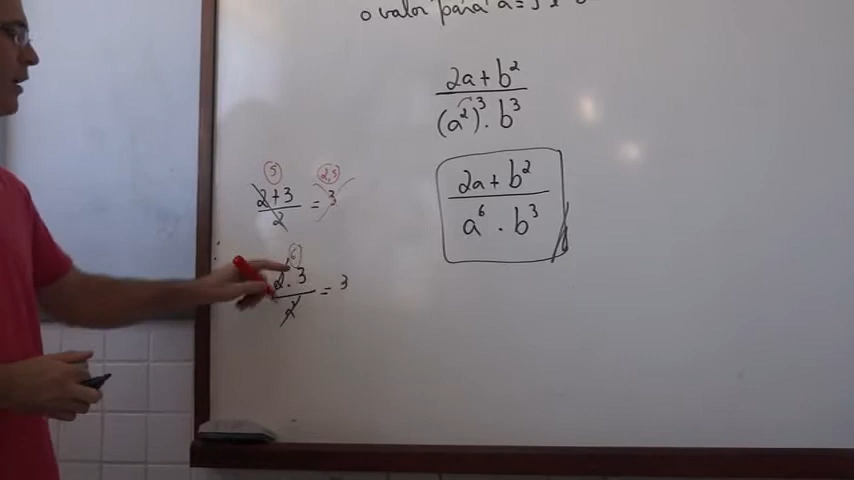 o valor para a = 3
2a + b²
(a²)³ . b³
2a + b²
a⁶ . b³
5
2,5
2 + 3
2
= 3
6
2 . 3
2
= 3